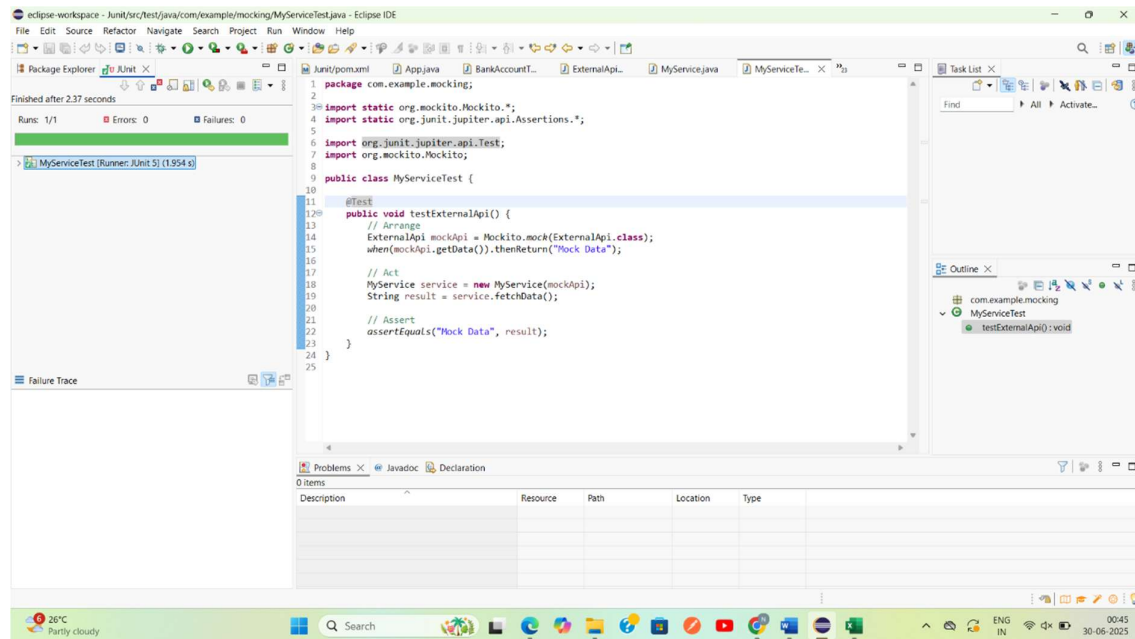 eclipse-workspace - Junit/src/test/java/com/example/mocking/MyServiceTest.java - Eclipse IDE
File Edit Source Refactor Navigate Search Project Run Window Help
Package Explorer JUnit
Finished after 2.37 seconds
Runs: 1/1 Errors: 0 Failures: 0
MyServiceTest [Runner: JUnit 5] (1.954 s)
Failure Trace
Junit/pom.xml App.java BankAccountT... ExternalApi... MyService.java MyServiceTe... »23
1 package com.example.mocking;
2
3 import static org.mockito.Mockito.*;
4 import static org.junit.jupiter.api.Assertions.*;
5
6 import org.junit.jupiter.api.Test;
7 import org.mockito.Mockito;
8
9 public class MyServiceTest {
10
11 @Test
12 public void testExternalApi() {
13 // Arrange
14 ExternalApi mockApi = Mockito.mock(ExternalApi.class);
15 when(mockApi.getData()).thenReturn("Mock Data");
16
17 // Act
18 MyService service = new MyService(mockApi);
19 String result = service.fetchData();
20
21 // Assert
22 assertEquals("Mock Data", result);
23 }
24 }
25
Task List
Find All Activate...
Outline
com.example.mocking
MyServiceTest
testExternalApi() : void
Problems Javadoc Declaration
0 items
Description Resource Path Location Type
6 26°C
Partly cloudy
Search
ENG
IN
00:45
30-06-2025